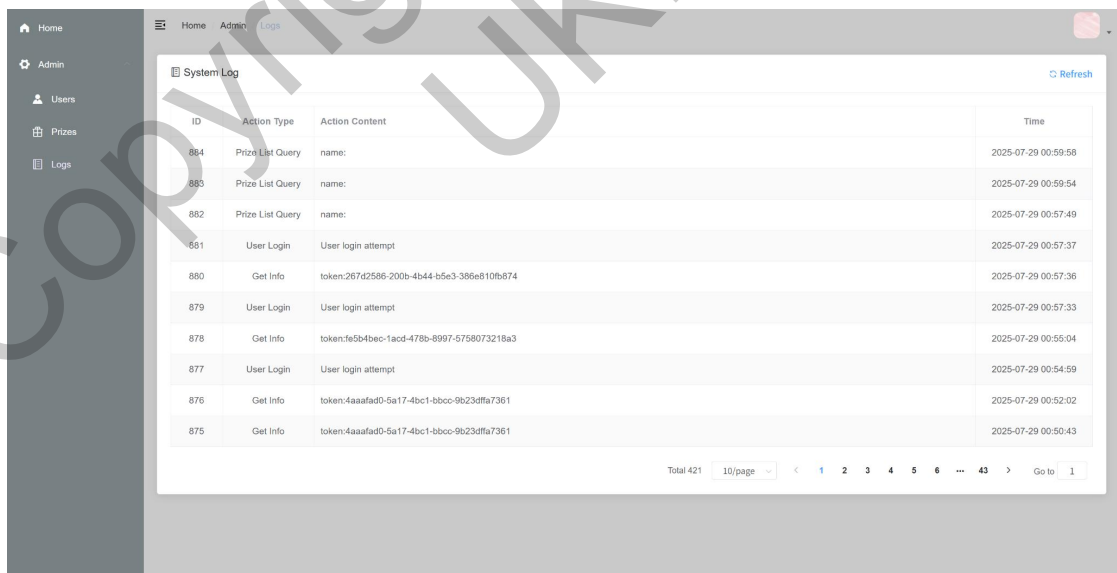 Home
Home Admin Logs
Admin
Users
Prizes
Logs
System Log
Refresh
ID Action Type Action Content Time
884 Prize List Query name: 2025-07-29 00:59:58
883 Prize List Query name: 2025-07-29 00:59:54
882 Prize List Query name: 2025-07-29 00:57:49
881 User Login User login attempt 2025-07-29 00:57:37
880 Get Info token:267d2586-200b-4b44-b5e3-386e810fb874 2025-07-29 00:57:36
879 User Login User login attempt 2025-07-29 00:57:33
878 Get Info token:fe5b4bec-1acd-478b-8997-5758073218a3 2025-07-29 00:55:04
877 User Login User login attempt 2025-07-29 00:54:59
876 Get Info token:4aaafad0-5a17-4bc1-bbcc-9b23dffa7361 2025-07-29 00:52:02
875 Get Info token:4aaafad0-5a17-4bc1-bbcc-9b23dffa7361 2025-07-29 00:50:43
Total 421 10/page < 1 2 3 4 5 6 ... 43 > Go to 1